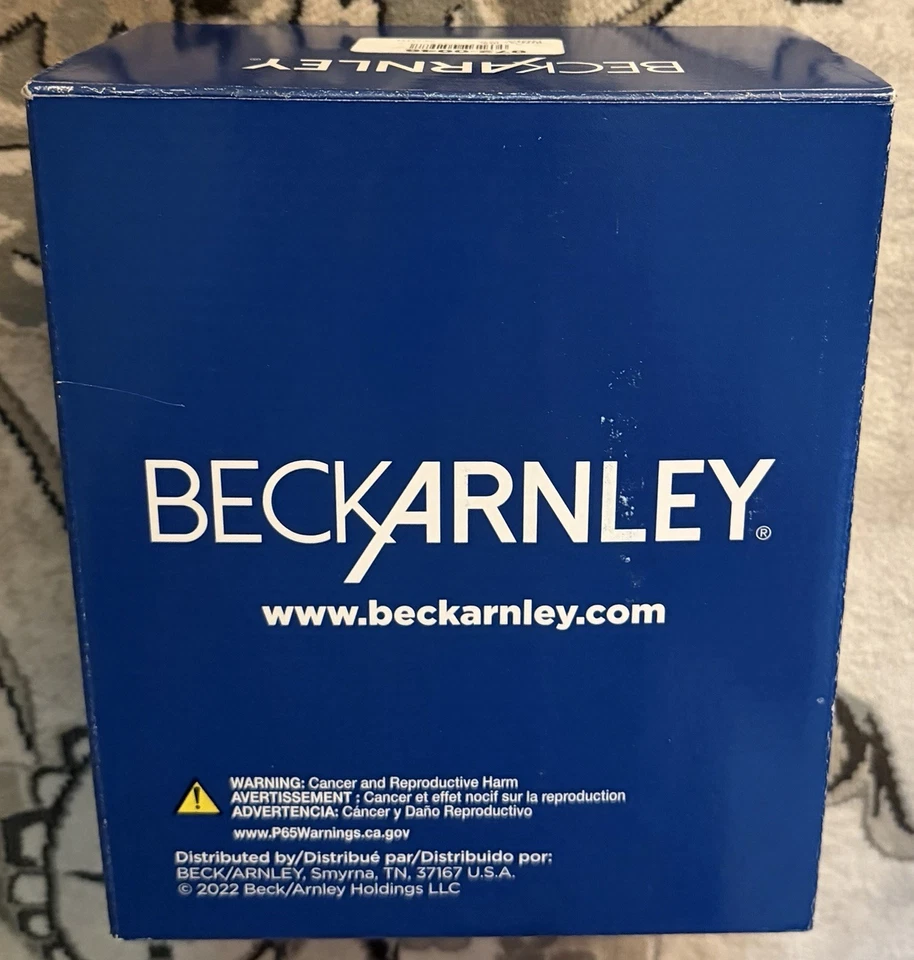 BECKARNLEY
BECKARNLEY®
www.beckarnley.com
WARNING: Cancer and Reproductive Harm
AVERTISSEMENT : Cancer et effet nocif sur la reproduction
ADVERTENCIA: Cáncer y Daño Reproductivo
www.P65Warnings.ca.gov
Distributed by/Distribué par/Distribuido por:
BECK/ARNLEY, Smyrna, TN, 37167 U.S.A.
© 2022 Beck/Arnley Holdings LLC